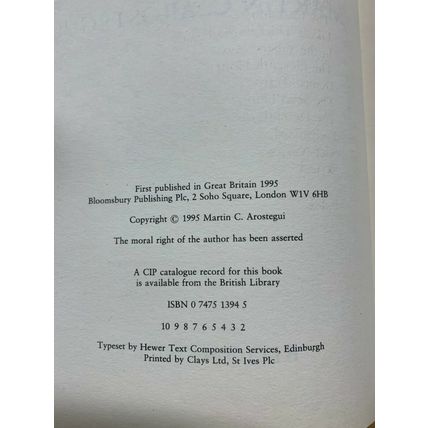 First published in Great Britain 1995
Bloomsbury Publishing Plc, 2 Soho Square, London W1V 6HB
Copyright © 1995 Martin C. Arostegui
The moral right of the author has been asserted
A CIP catalogue record for this book
is available from the British Library
ISBN 0 7475 1394 5
10 9 8 7 6 5 4 3 2
Typeset by Hewer Text Composition Services, Edinburgh
Printed by Clays Ltd, St Ives Plc